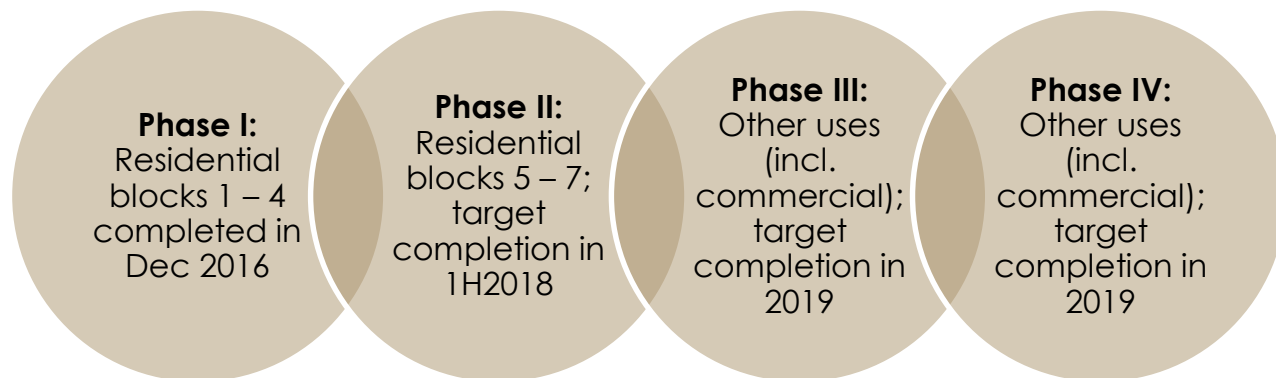 Phase I:
Residential
blocks 1 – 4
completed in
Dec 2016
Phase II:
Residential
blocks 5 – 7;
target
completion in
1H2018
Phase III:
Other uses
(incl.
commercial);
target
completion in
2019
Phase IV:
Other uses
(incl.
commercial);
target
completion in
2019